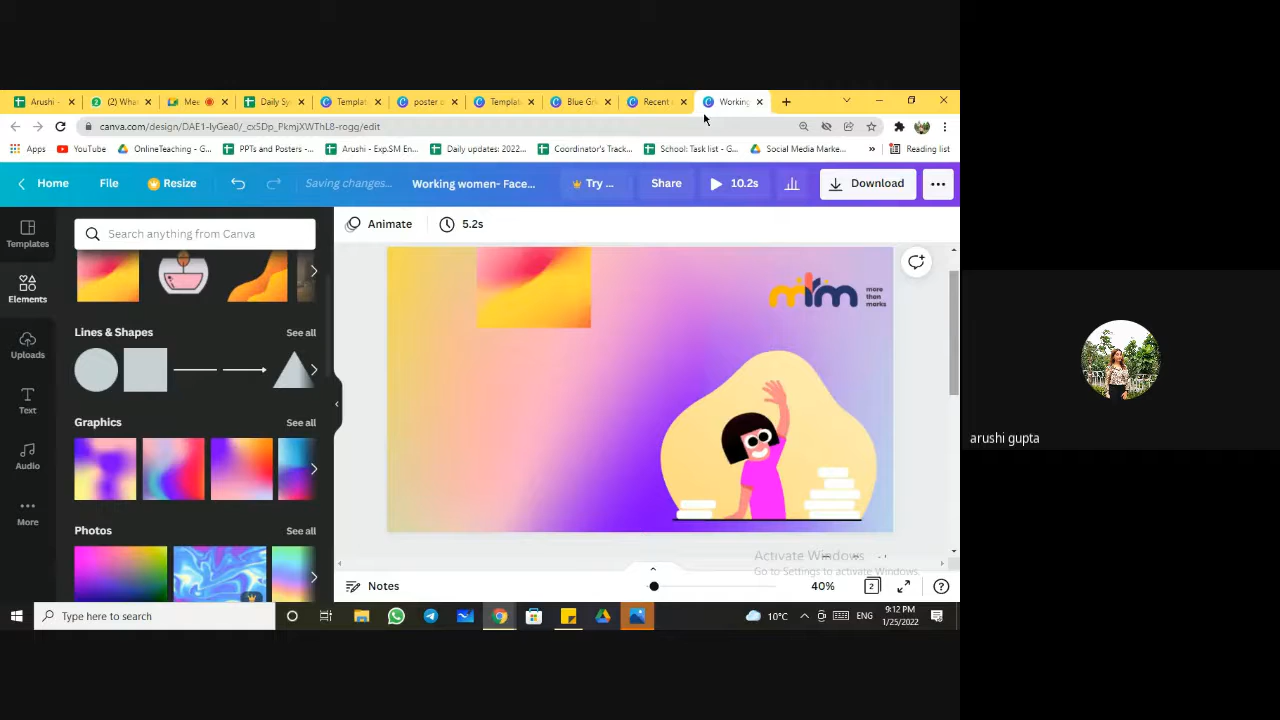 Arushi -
(2) What
Mee
Daily Sy
Templat
poster o
Templat
Blue Gre
Recent
Working
canva.com/design/DAE1-lyGea0/_cx5Dp_PkmjXWThL8-rogg/edit
Apps
YouTube
OnlineTeaching - G...
PPTs and Posters -...
Arushi - Exp.SM En...
Daily updates: 2022...
Coordinator's Track...
School: Task list - G...
Social Media Marke...
»
Reading list
Home
File
Resize
Saving changes...
Working women- Face...
Try ...
Share
10.2s
Download
Templates
Elements
Uploads
Text
Audio
More
Search anything from Canva
Lines & Shapes
See all
Graphics
See all
Photos
See all
Animate
5.2s
mtm
more
than
marks
Activate Windows
Go to Settings to activate Windows.
Notes
40%
2
Type here to search
10°C
ENG
9:12 PM
1/25/2022
arushi gupta